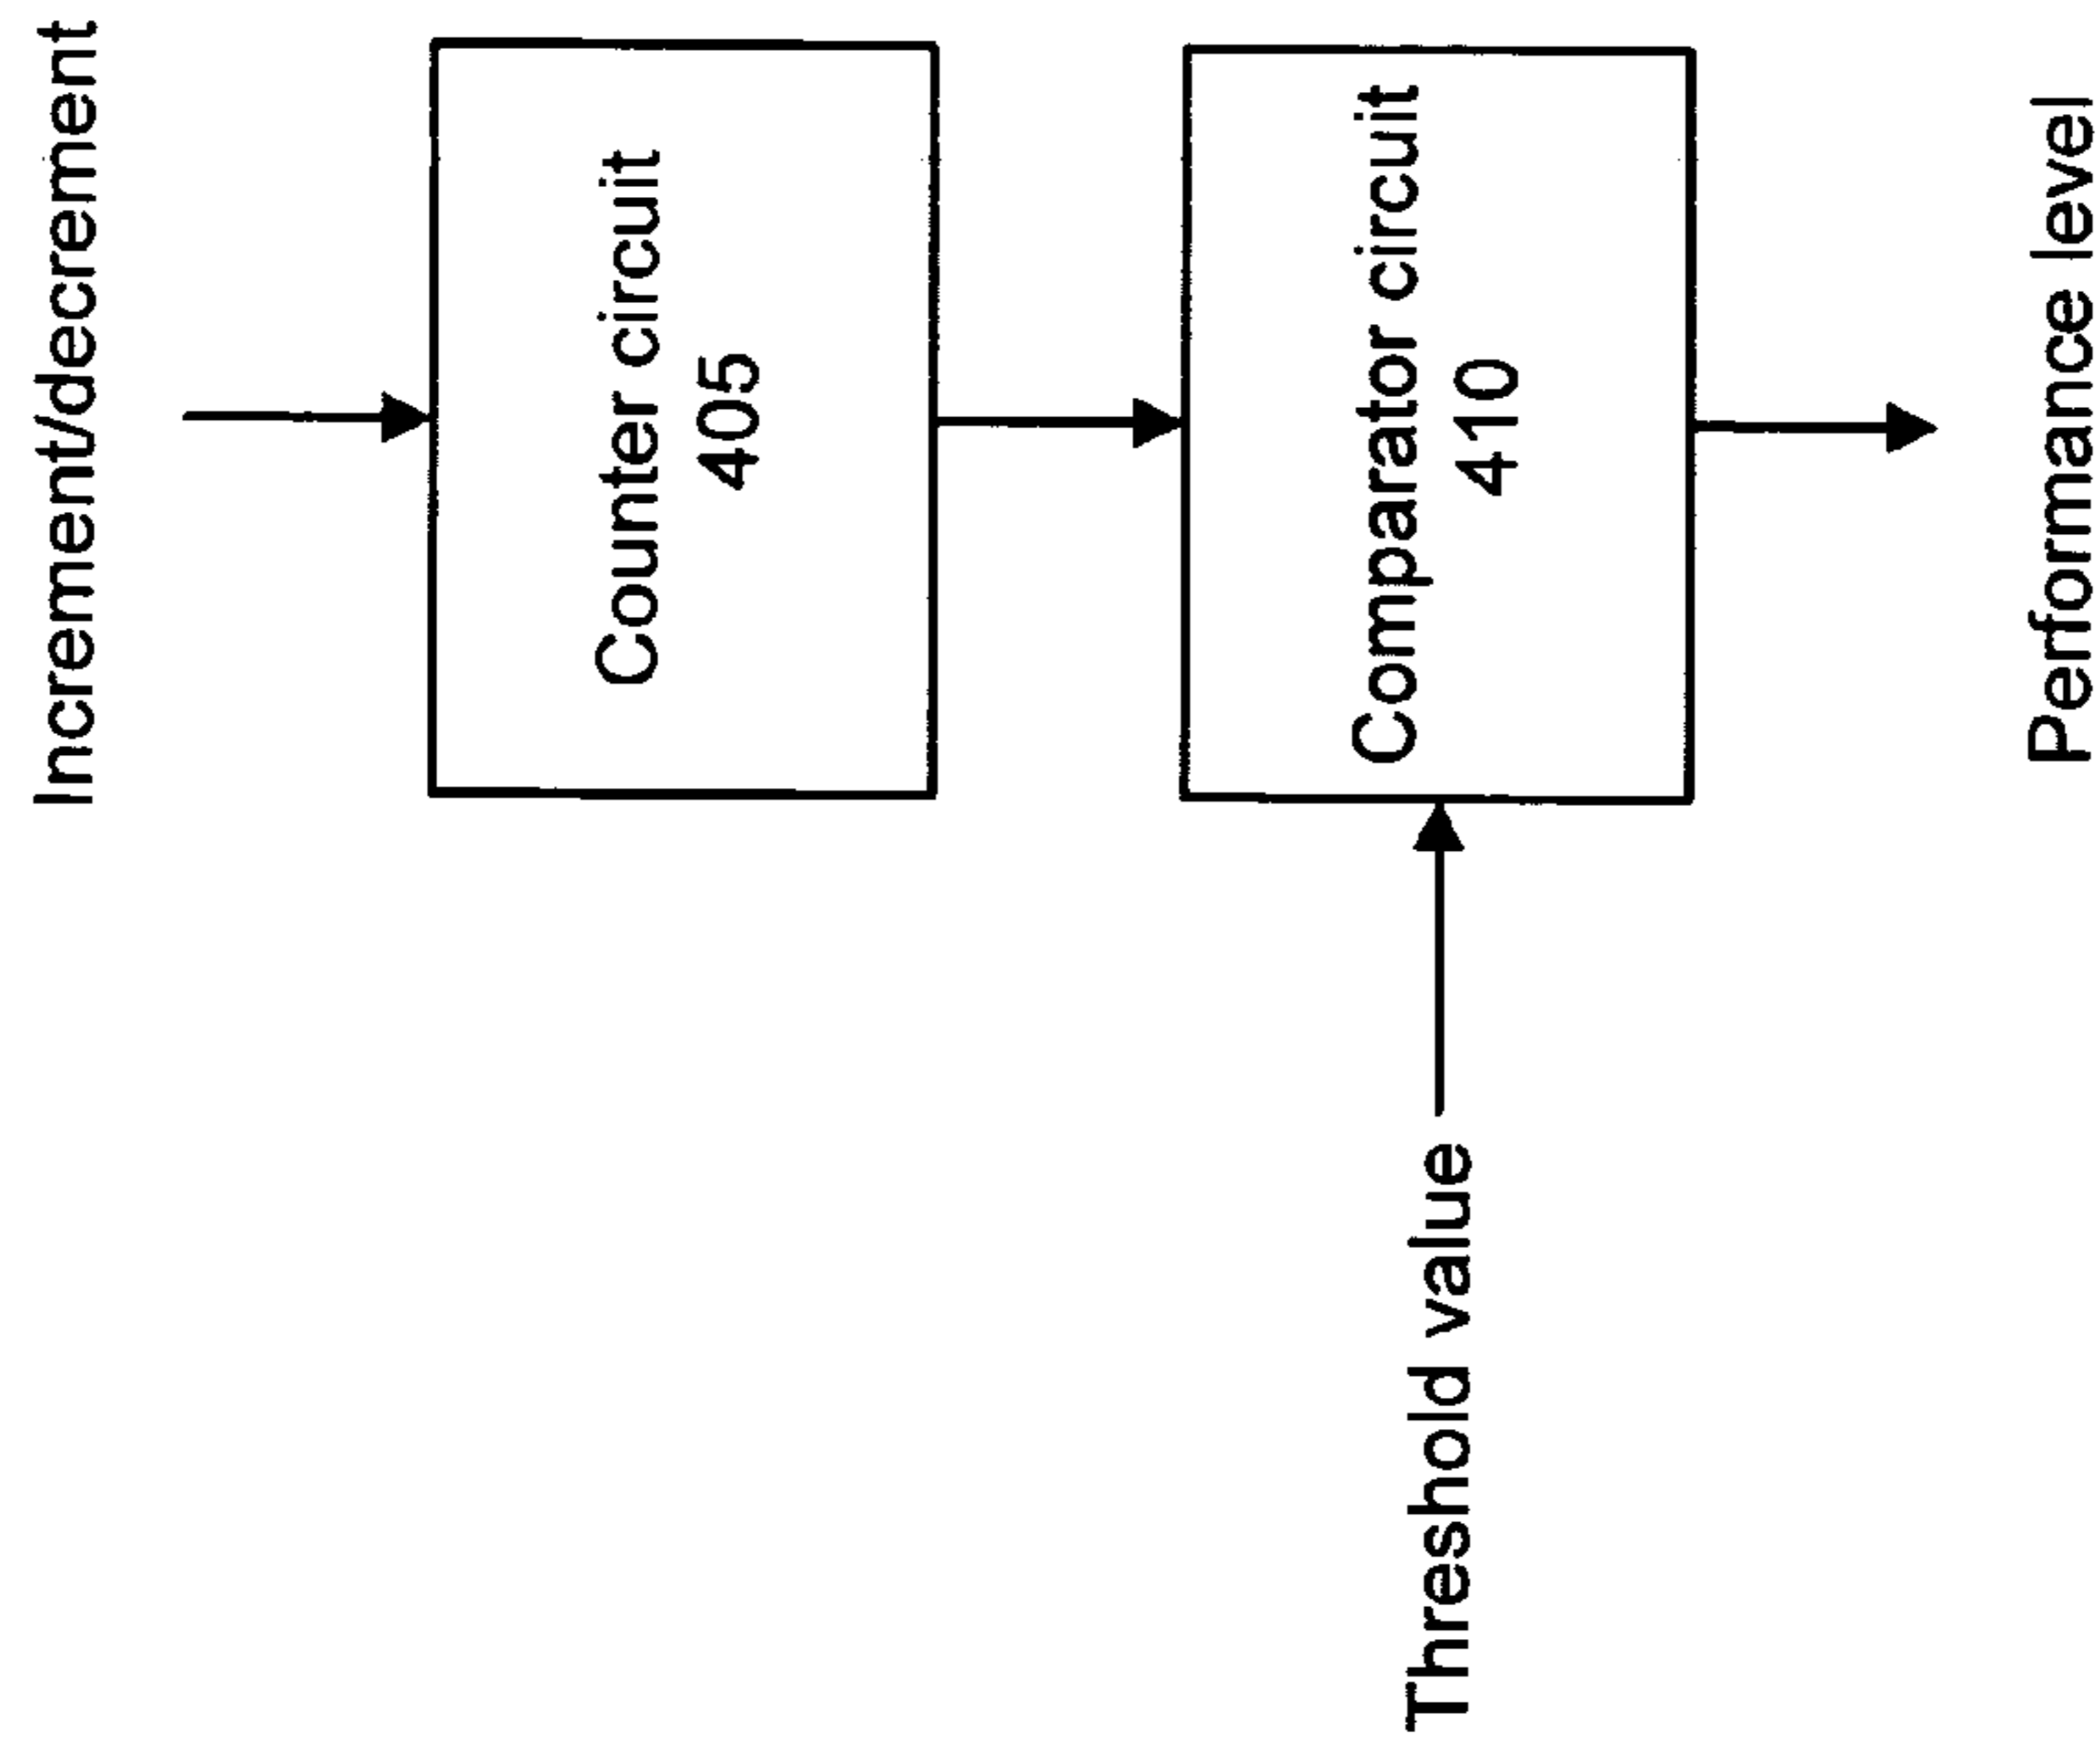 Increment/decrement
Counter circuit
405
Comparator circuit
410
Threshold value
Performance level